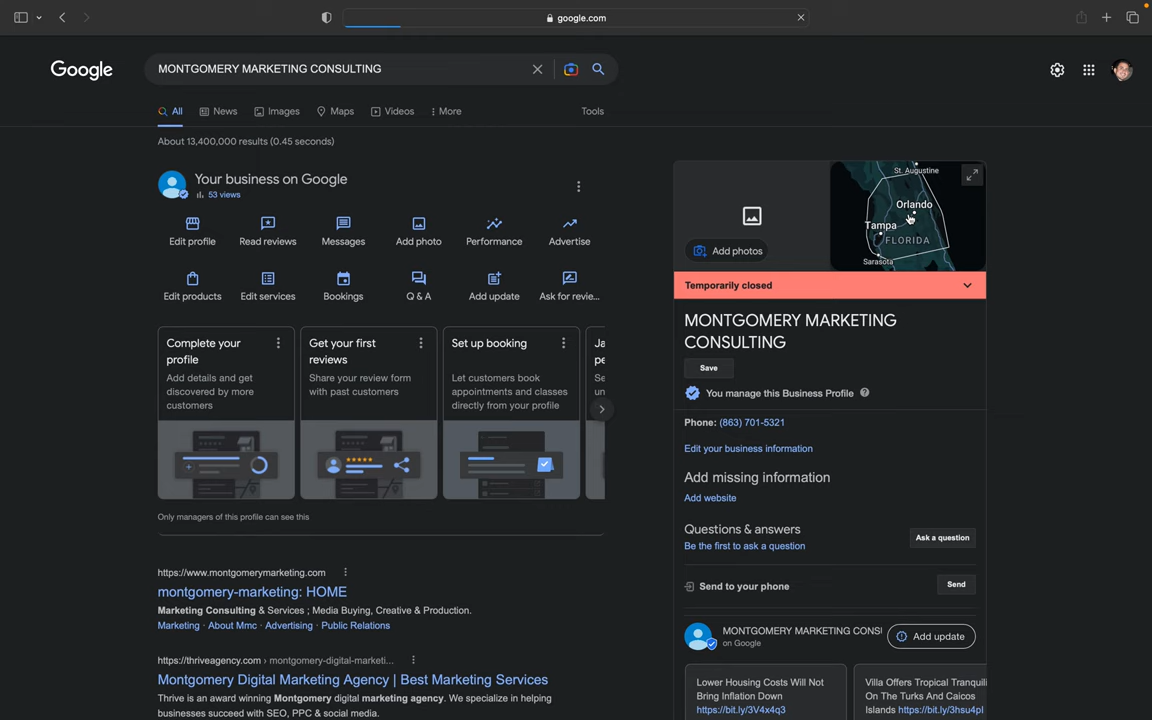 google.com
Google
MONTGOMERY MARKETING CONSULTING
All
News
Images
Maps
Videos
More
Tools
About 13,400,000 results (0.45 seconds)
Your business on Google
53 views
Edit profile
Read reviews
Messages
Add photo
Performance
Advertise
Edit products
Edit services
Bookings
Q & A
Add update
Ask for revie...
Complete your
profile
Add details and get
discovered by more
customers
Get your first
reviews
Share your review form
with past customers
Set up booking
Let customers book
appointments and classes
directly from your profile
Ja
pe
Se
un
Only managers of this profile can see this
https://www.montgomerymarketing.com
montgomery-marketing: HOME
Marketing Consulting & Services ; Media Buying, Creative & Production.
Marketing · About Mmc · Advertising · Public Relations
https://thriveagency.com › montgomery-digital-marketi...
Montgomery Digital Marketing Agency | Best Marketing Services
Thrive is an award winning Montgomery digital marketing agency. We specialize in helping
businesses succeed with SEO, PPC & social media.
Add photos
St. Augustine
Orlando
Tampa
FLORIDA
Sarasota
Temporarily closed
MONTGOMERY MARKETING
CONSULTING
Save
You manage this Business Profile
Phone: (863) 701-5321
Edit your business information
Add missing information
Add website
Questions & answers
Be the first to ask a question
Ask a question
Send to your phone
Send
MONTGOMERY MARKETING CONSU
on Google
Add update
Lower Housing Costs Will Not
Bring Inflation Down
https://bit.ly/3V4x4q3
Villa Offers Tropical Tranquili
On The Turks And Caicos
Islands https://bit.ly/3hsu4pI